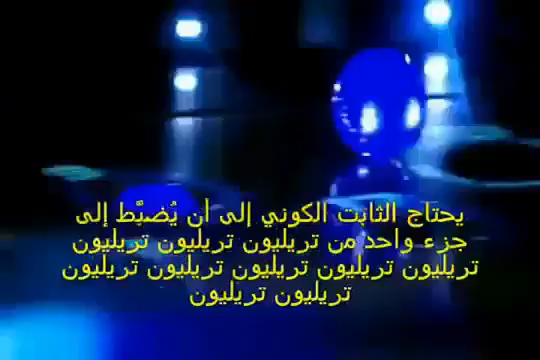 يحتاج الثابت الكوني إلى أن يُضبَّط إلى
جزء واحد من تريليون تريليون تريليون
تريليون تريليون تريليون تريليون تريليون
تريليون تريليون